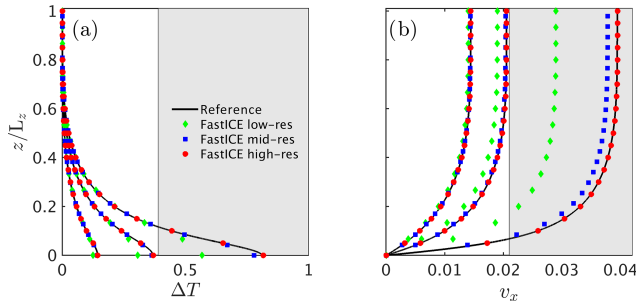 (a)
1
0.8
0.6
0.4
0.2
0
z/L_z
Reference
FastICE low-res
FastICE mid-res
FastICE high-res
0
0.5
1
ΔT
(b)
0
0.01
0.02
0.03
0.04
v_x